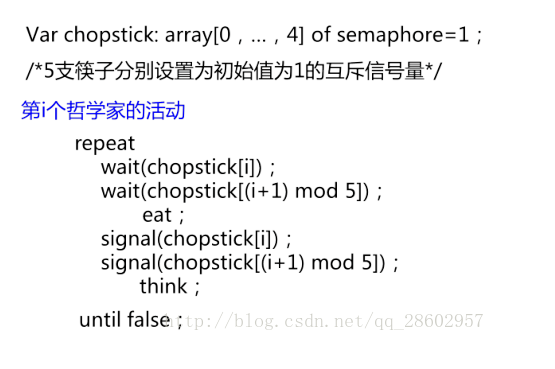 Var chopstick: array[0，…，4] of semaphore=1；
/*5支筷子分别设置为初始值为1的互斥信号量*/
第i个哲学家的活动
repeat
wait(chopstick[i])；
wait(chopstick[(i+1) mod 5])；
eat；
signal(chopstick[i])；
signal(chopstick[(i+1) mod 5])；
think；
until false；
http://blog.csdn.net/qq_28602957